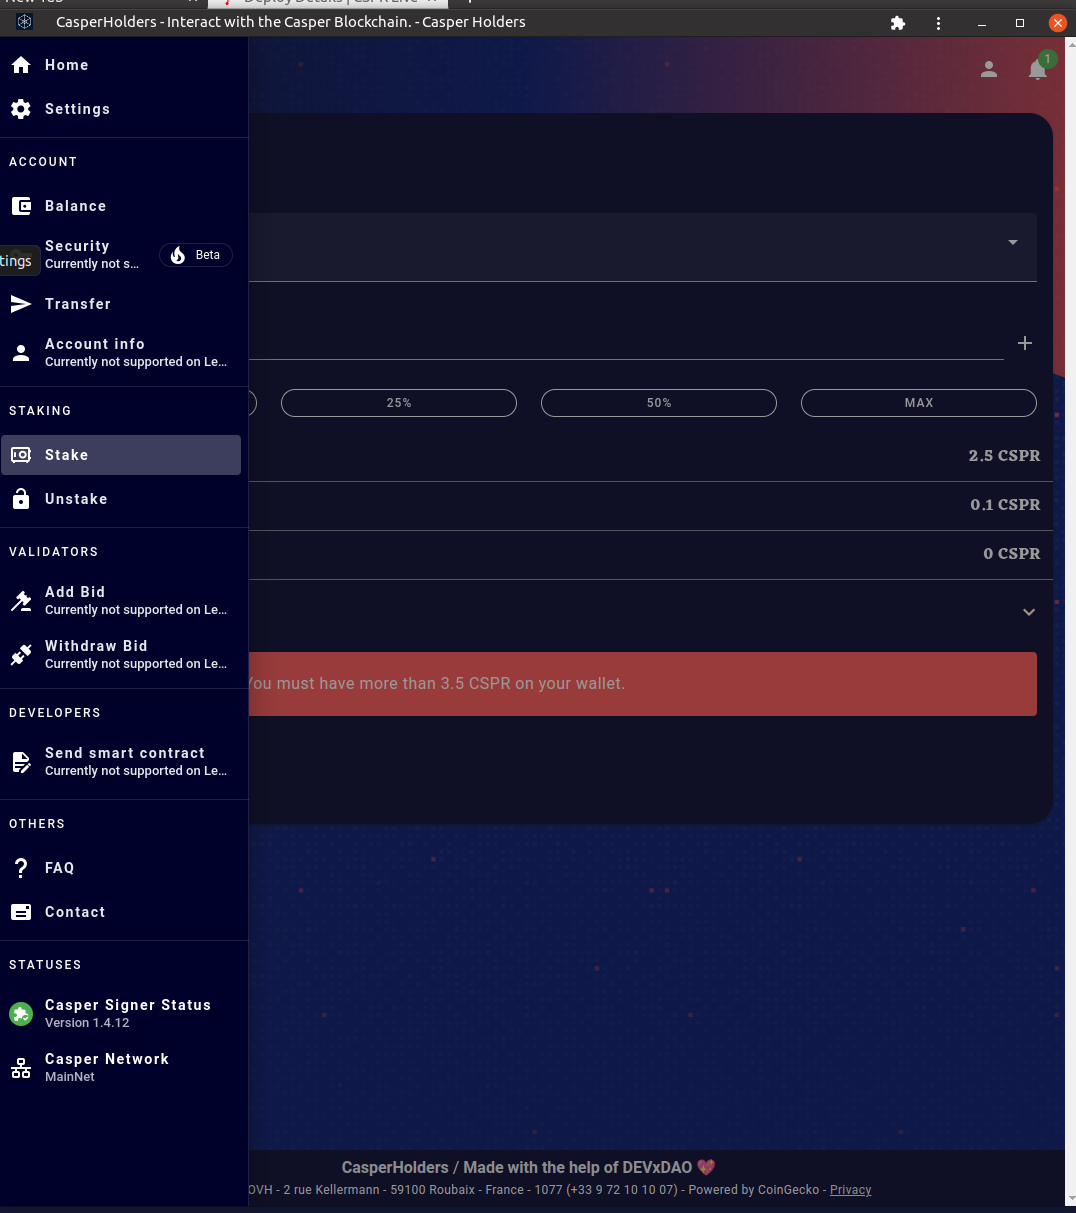 CasperHolders - Interact with the Casper Blockchain. - Casper Holders
Home
1
Settings
ACCOUNT
Balance
Security
Currently not s...
Beta
tings
Transfer
Account info
Currently not supported on Le...
25%
50%
MAX
STAKING
Stake
2.5 CSPR
Unstake
0.1 CSPR
VALIDATORS
0 CSPR
Add Bid
Currently not supported on Le...
Withdraw Bid
Currently not supported on Le...
You must have more than 3.5 CSPR on your wallet.
DEVELOPERS
Send smart contract
Currently not supported on Le...
OTHERS
FAQ
Contact
STATUSES
Casper Signer Status
Version 1.4.12
Casper Network
MainNet
CasperHolders / Made with the help of DEVxDAO 💖
OVH - 2 rue Kellermann - 59100 Roubaix - France - 1077 (+33 9 72 10 10 07) - Powered by CoinGecko - Privacy